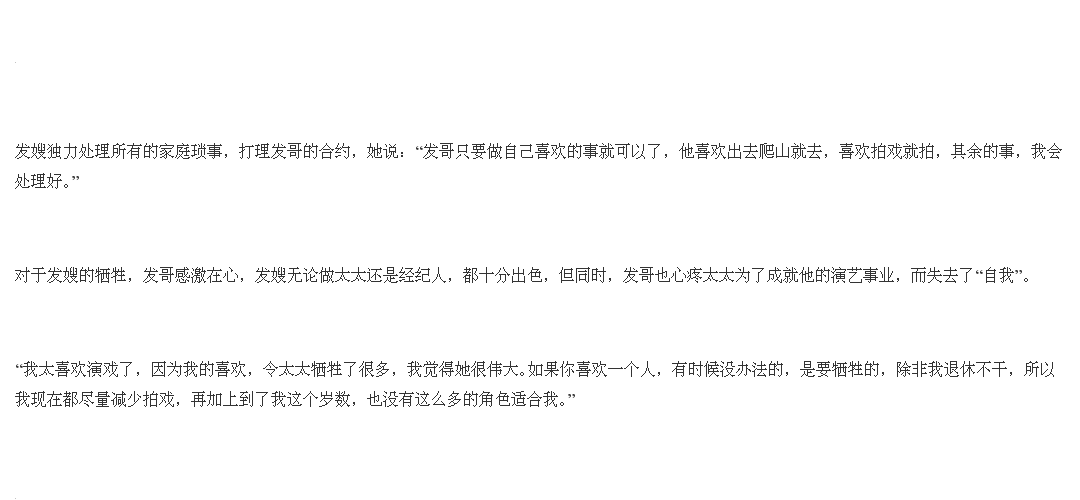 发嫂独力处理所有的家庭琐事，打理发哥的合约，她说：“发哥只要做自己喜欢的事就可以了，他喜欢出去爬山就去，喜欢拍戏就拍，其余的事，我会
处理好。”
对于发嫂的牺牲，发哥感激在心，发嫂无论做太太还是经纪人，都十分出色，但同时，发哥也心疼太太为了成就他的演艺事业，而失去了“自我”。
“我太喜欢演戏了，因为我的喜欢，令太太牺牲了很多，我觉得她很伟大。如果你喜欢一个人，有时候没办法的，是要牺牲的，除非我退休不干，所以
我现在都尽量减少拍戏，再加上到了我这个岁数，也没有这么多的角色适合我。”